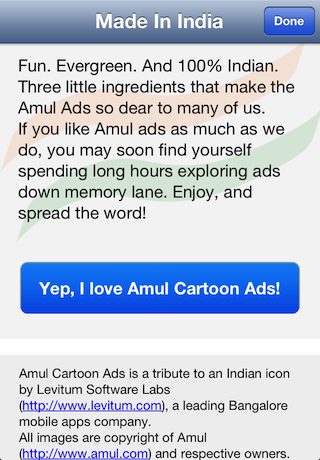 Made In India
Done
Fun. Evergreen. And 100% Indian.
Three little ingredients that make the
Amul Ads so dear to many of us.
If you like Amul ads as much as we
do, you may soon find yourself
spending long hours exploring ads
down memory lane. Enjoy, and
spread the word!
Yep, I love Amul Cartoon Ads!
Amul Cartoon Ads is a tribute to an Indian icon
by Levitum Software Labs
(http://www.levitum.com), a leading Bangalore
mobile apps company.
All images are copyright of Amul
(http://www.amul.com) and respective owners.